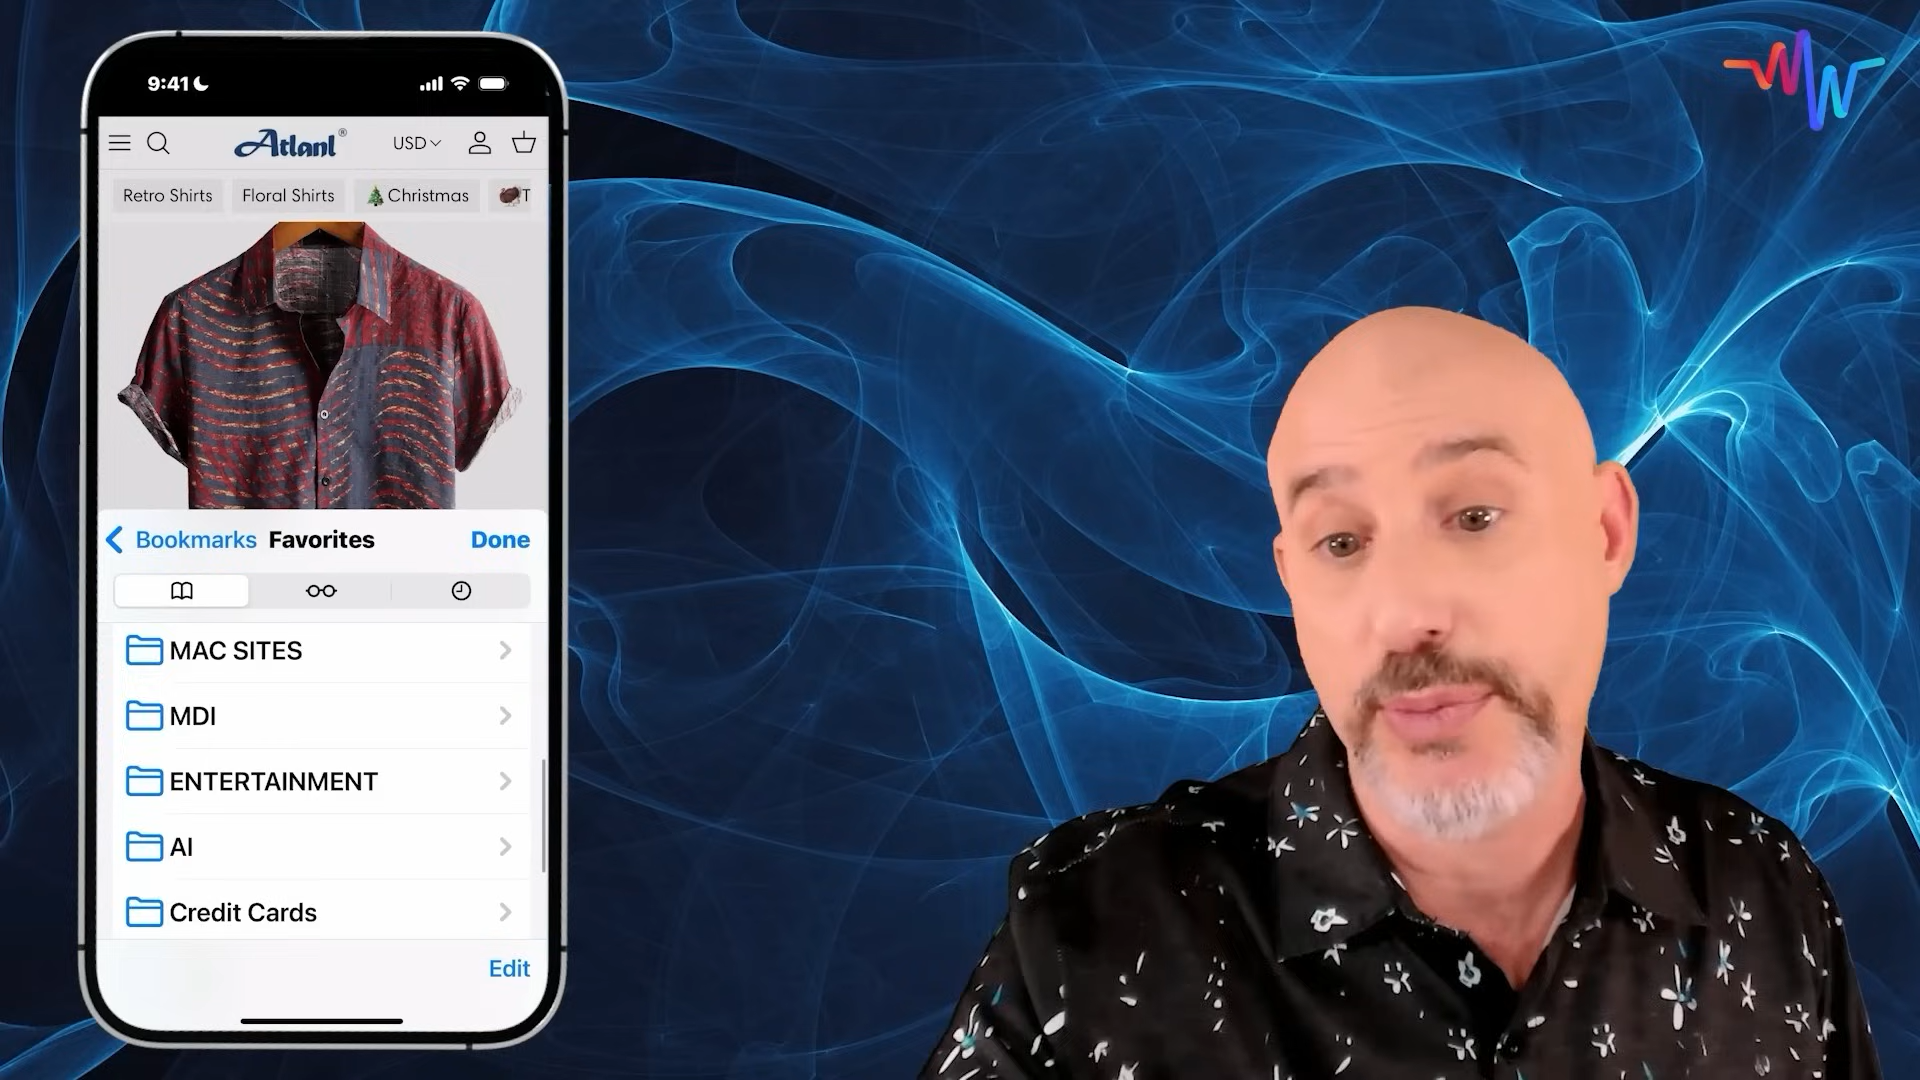 9:41
Atlanl®
USD
Retro Shirts
Floral Shirts
Christmas
T
Bookmarks
Favorites
Done
MAC SITES
MDI
ENTERTAINMENT
AI
Credit Cards
Edit